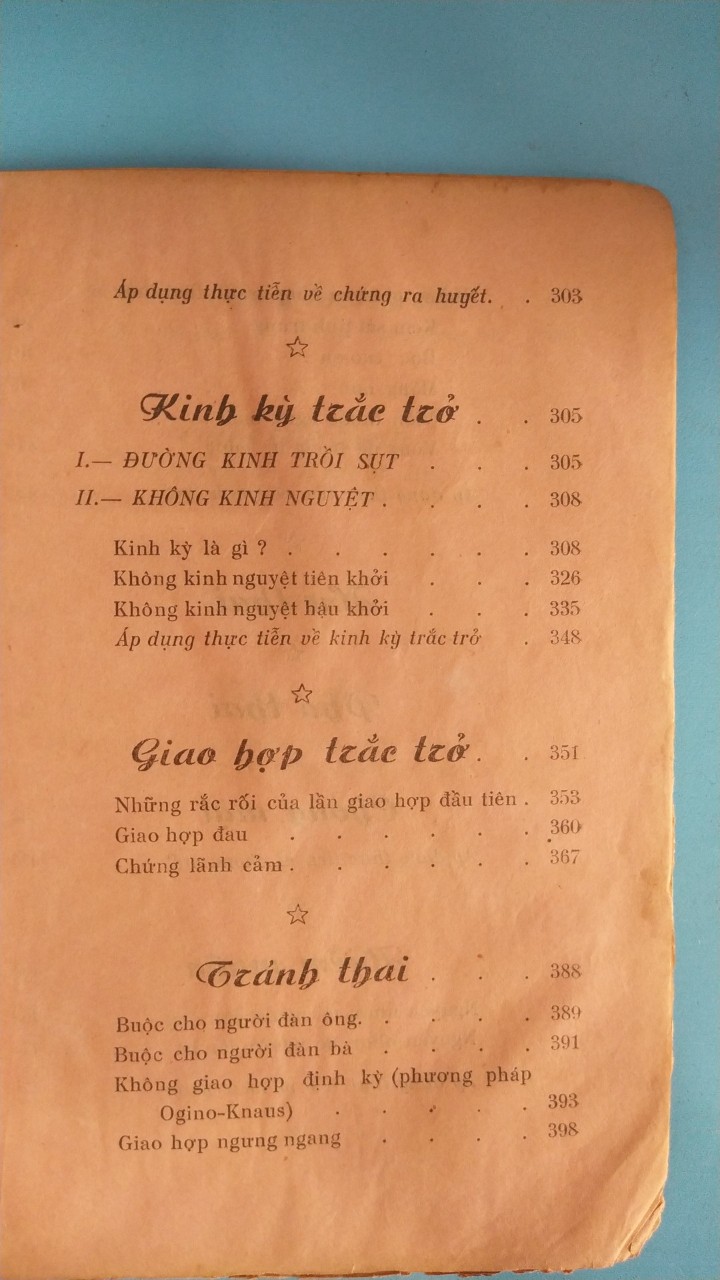 Áp dụng thực tiễn về chứng ra huyết. . 303
Kinh kỳ trắc trở . . 305
I.— ĐƯỜNG KINH TRỒI SỤT . . . 305
II.— KHÔNG KINH NGUYỆT . . . . 308
Kinh kỳ là gì ? . . . . . . 308
Không kinh nguyệt tiên khởi . . . 326
Không kinh nguyệt hậu khởi . . . 335
Áp dụng thực tiễn về kinh kỳ trắc trở . 348
Giao hợp trắc trở . . 351
Những rắc rối của lần giao hợp đầu tiên . 353
Giao hợp đau . . . . . . 360
Chứng lãnh cảm . . . . . . 367
Tránh thai . . . 388
Buộc cho người đàn ông. . . . . 389
Buộc cho người đàn bà . . . . 391
Không giao hợp định kỳ (phương pháp
Ogino-Knaus) . . . . . 393
Giao hợp ngưng ngang . . . . 398